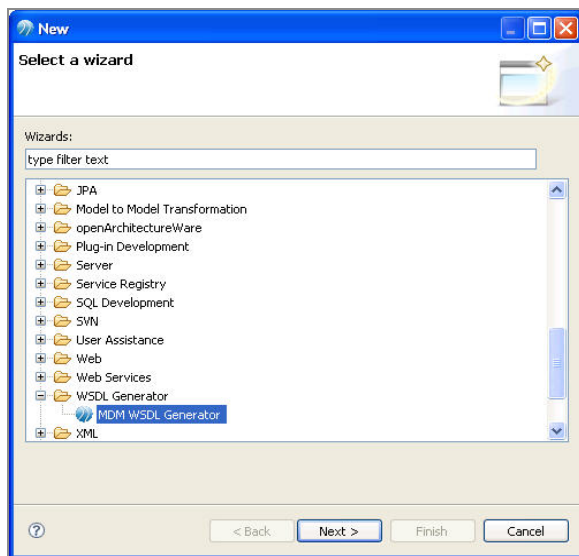 New
Select a wizard
Wizards:
type filter text
JPA
Model to Model Transformation
openArchitectureWare
Plug-in Development
Server
Service Registry
SQL Development
SVN
User Assistance
Web
Web Services
WSDL Generator
MDM WSDL Generator
XML
? < Back Next > Finish Cancel